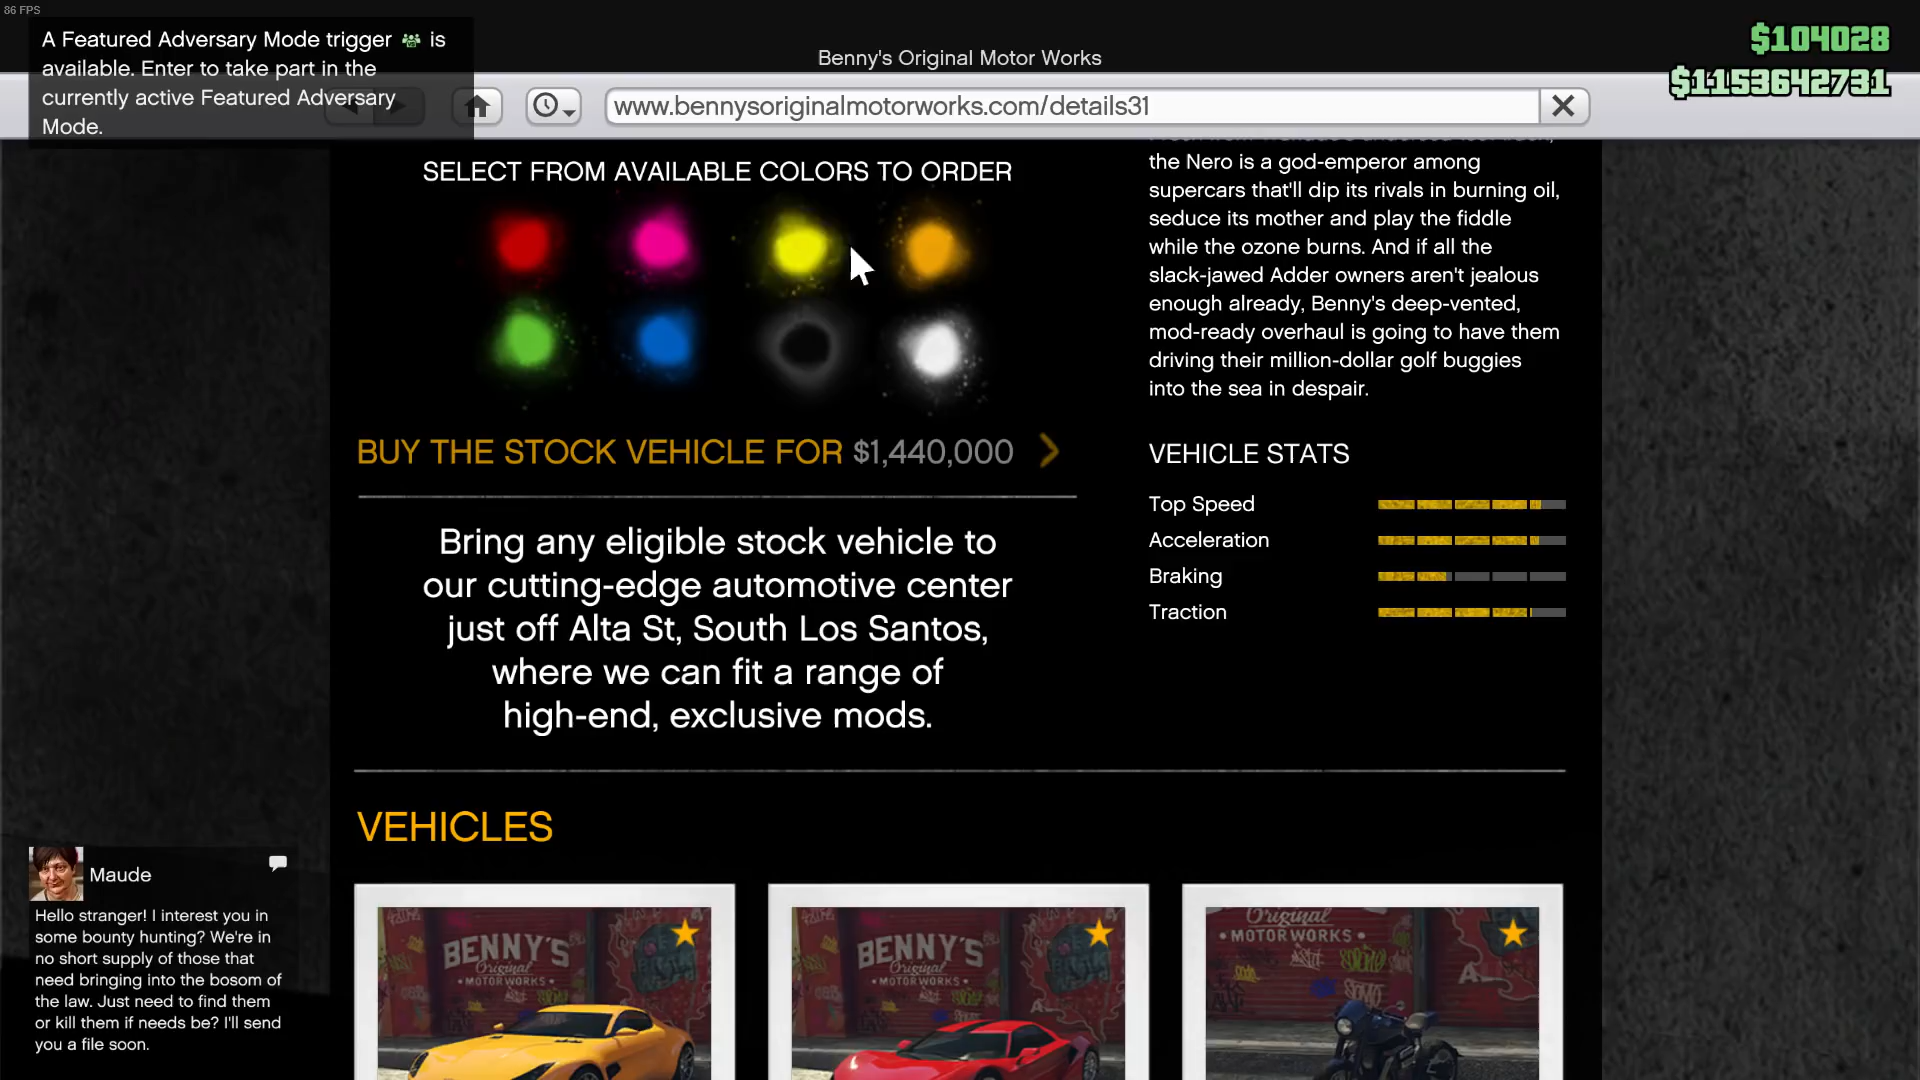 86 FPS
A Featured Adversary Mode trigger is
available. Enter to take part in the
currently active Featured Adversary
Mode.
Benny's Original Motor Works
$104028
$1153642731
www.bennysoriginalmotorworks.com/details31
SELECT FROM AVAILABLE COLORS TO ORDER
the Nero is a god-emperor among
supercars that'll dip its rivals in burning oil,
seduce its mother and play the fiddle
while the ozone burns. And if all the
slack-jawed Adder owners aren't jealous
enough already, Benny's deep-vented,
mod-ready overhaul is going to have them
driving their million-dollar golf buggies
into the sea in despair.
BUY THE STOCK VEHICLE FOR $1,440,000
VEHICLE STATS
Top Speed
Acceleration
Braking
Traction
Bring any eligible stock vehicle to
our cutting-edge automotive center
just off Alta St, South Los Santos,
where we can fit a range of
high-end, exclusive mods.
VEHICLES
Maude
Hello stranger! I interest you in
some bounty hunting? We're in
no short supply of those that
need bringing into the bosom of
the law. Just need to find them
or kill them if needs be? I'll send
you a file soon.
BENNY'S
Original
• MOTORWORKS •
BENNY'S
Original
• MOTORWORKS •
Original
• MOTORWORKS •